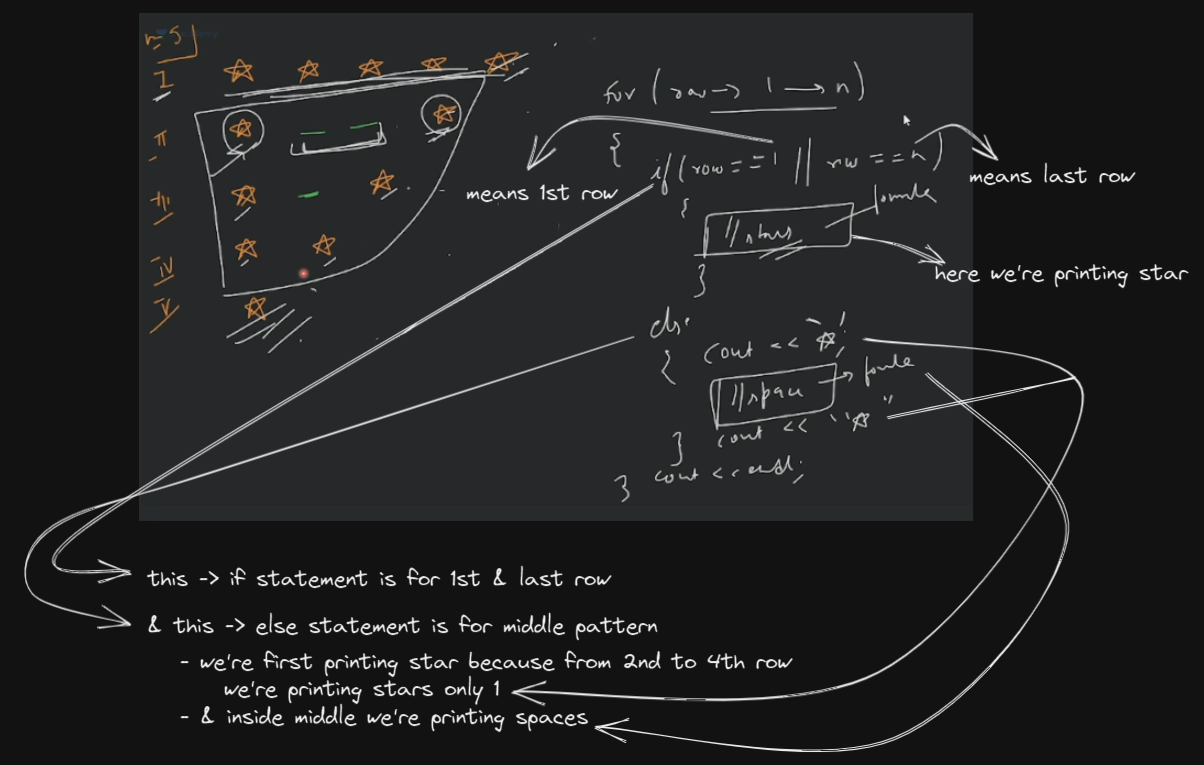 n=5
I
II
III
IV
V
for (row → 1 → n)
{
if (row == 1 || row == n)
{
//stars
formula
}
else
{ cout << "☆";
//space → formula
cout << "☆"
}
} cout << endl;
means 1st row
means last row
here we're printing star
this -> if statement is for 1st & last row
& this -> else statement is for middle pattern
- we're first printing star because from 2nd to 4th row
we're printing stars only 1
- & inside middle we're printing spaces